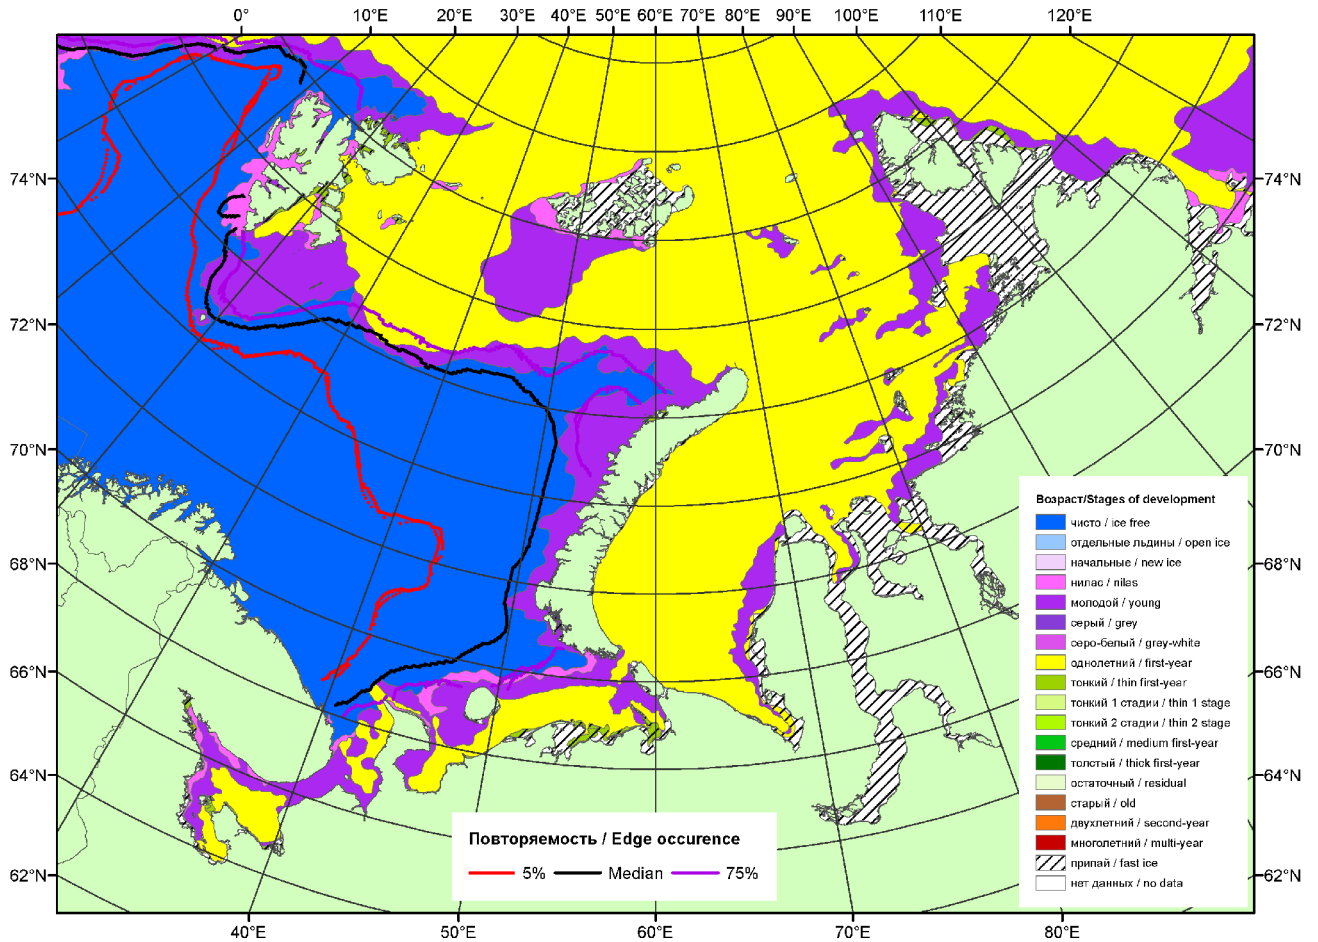 0° 10°E 20°E 30°E 40°E 50°E 60°E 70°E 80°E 90°E 100°E 110°E 120°E
74°N 74°N
72°N 72°N
70°N 70°N
68°N 68°N
66°N 66°N
64°N 64°N
62°N 62°N
40°E 50°E 60°E 70°E 80°E
Возраст/Stages of development
чисто / ice free
отдельные льдины / open ice
начальные / new ice
нилас / nilas
молодой / young
серый / grey
серо-белый / grey-white
однолетний / first-year
тонкий / thin first-year
тонкий 1 стадии / thin 1 stage
тонкий 2 стадии / thin 2 stage
средний / medium first-year
толстый / thick first-year
остаточный / residual
старый / old
двухлетний / second-year
многолетний / multi-year
припай / fast ice
нет данных / no data
Повторяемость / Edge occurence
5% Median 75%